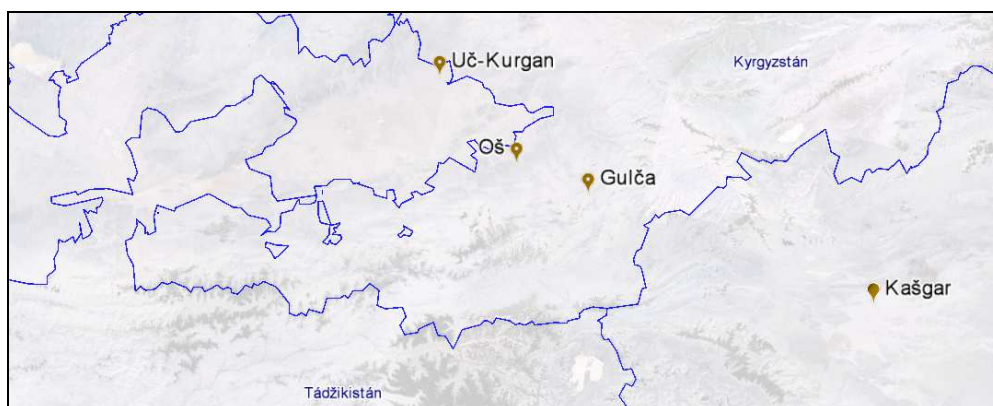 Uč-Kurgan
Kyrgyzstán
Oš
Gulča
Kašgar
Tádžikistán